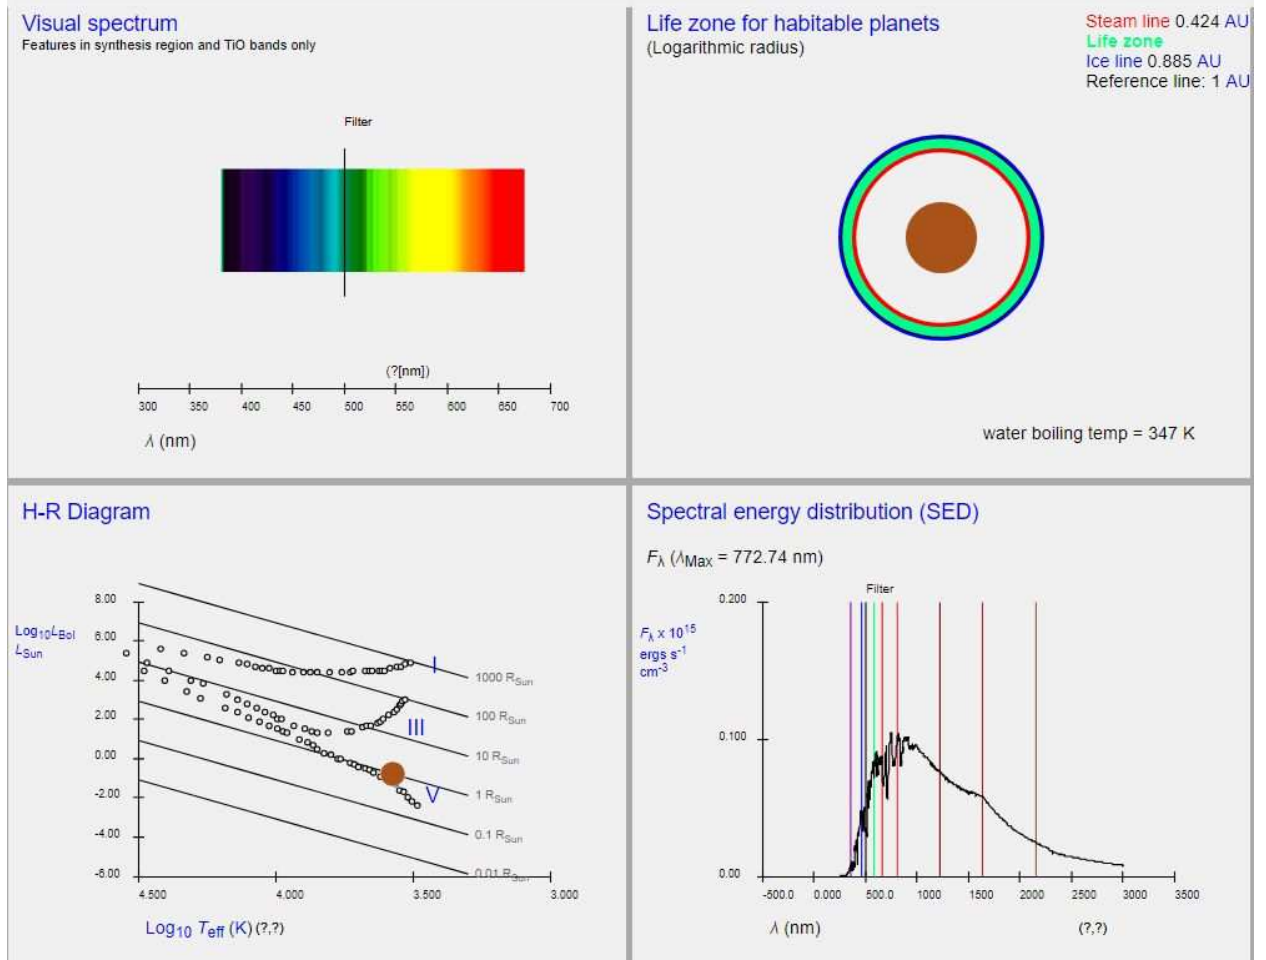 Visual spectrum
Features in synthesis region and TiO bands only
Filter
(?[nm])
300 350 400 450 500 550 600 650 700
λ (nm)
Life zone for habitable planets
(Logarithmic radius)
Steam line 0.424 AU
Life zone
Ice line 0.885 AU
Reference line: 1 AU
water boiling temp = 347 K
H-R Diagram
Log10LBol
LSun
8.00
6.00
4.00
2.00
0.00
-2.00
-4.00
-6.00
I
III
V
1000 RSun
100 RSun
10 RSun
1 RSun
0.1 RSun
0.01 RSun
4.500 4.000 3.500 3.000
Log10 Teff (K) (?,?)
Spectral energy distribution (SED)
Fλ (λMax = 772.74 nm)
Filter
Fλ x 10^15
ergs s^-1
cm^-3
0.200
0.100
0.00
-500.0 0.000 500.0 1000 1500 2000 2500 3000 3500
λ (nm)
(?,?)